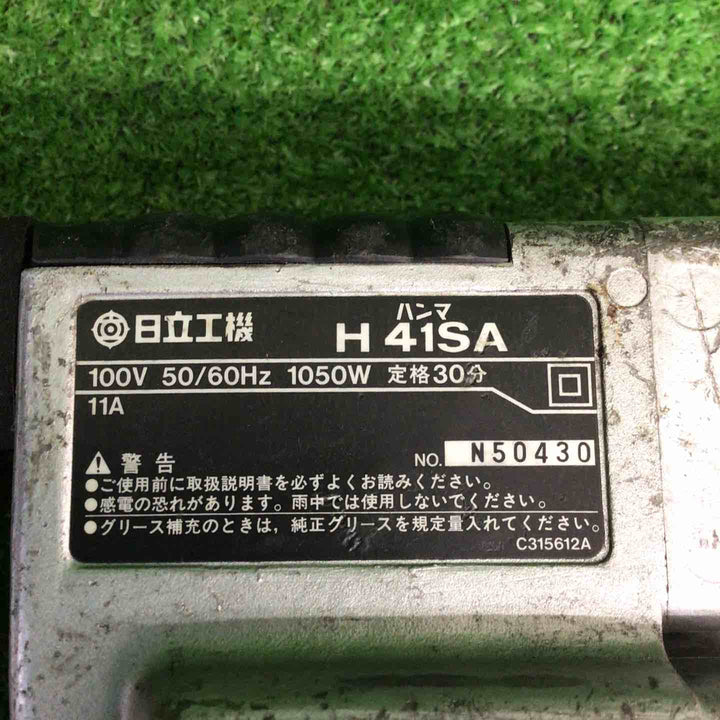 日立工機
ハンマ
H 41SA
100V 50/60Hz 1050W 定格30分
11A
警告
NO. N50430
●ご使用前に取扱説明書を必ずよくお読みください。
●感電の恐れがあります。雨中では使用しないでください。
●グリース補充のときは，純正グリースを規定量入れてください。
C315612A